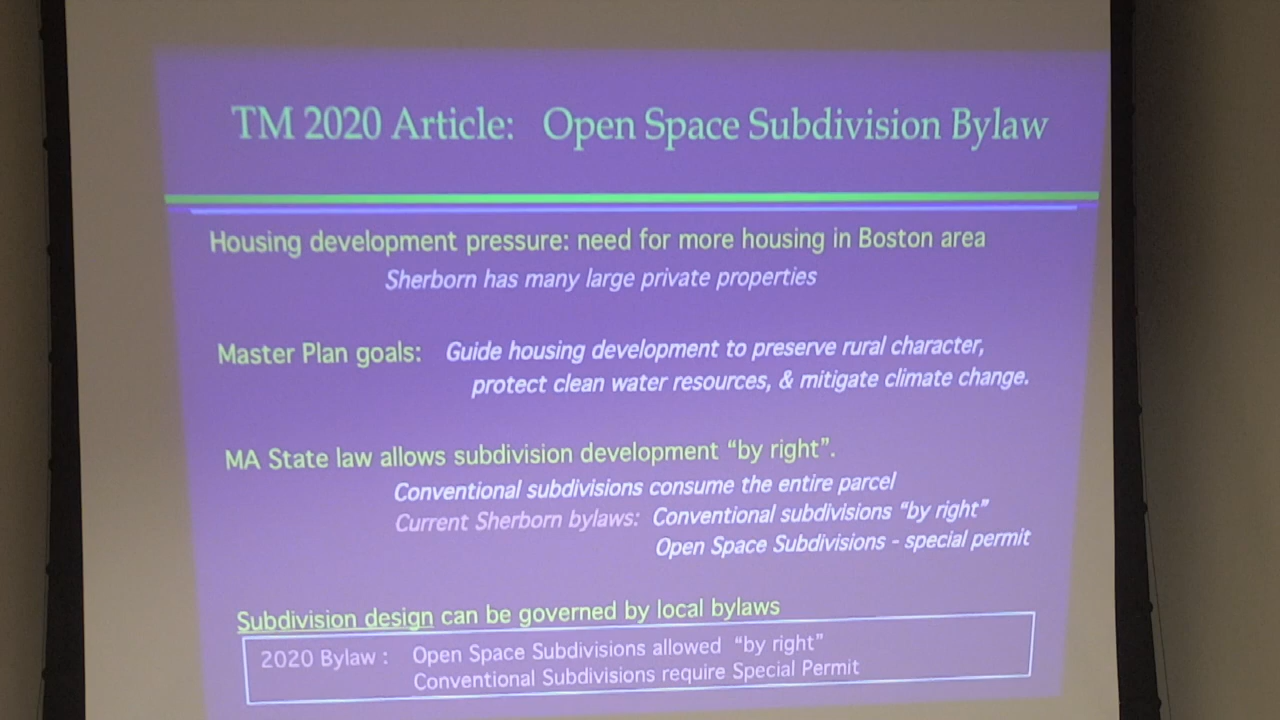 TM 2020 Article: Open Space Subdivision Bylaw
Housing development pressure: need for more housing in Boston area
Sherborn has many large private properties
Master Plan goals: Guide housing development to preserve rural character,
protect clean water resources, & mitigate climate change.
MA State law allows subdivision development “by right”.
Conventional subdivisions consume the entire parcel
Current Sherborn bylaws: Conventional subdivisions “by right”
Open Space Subdivisions - special permit
Subdivision design can be governed by local bylaws
2020 Bylaw : Open Space Subdivisions allowed “by right”
Conventional Subdivisions require Special Permit